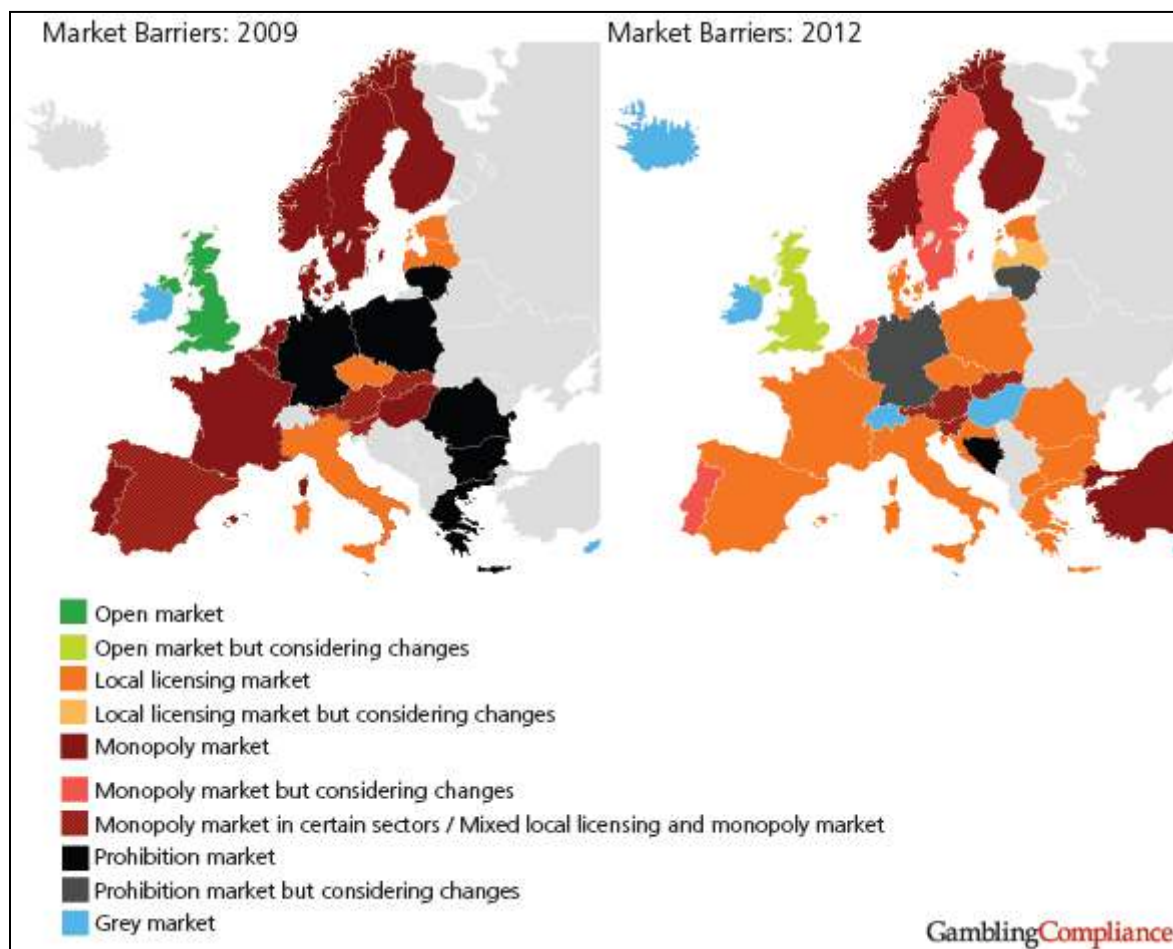 Market Barriers: 2009
Market Barriers: 2012
Open market
Open market but considering changes
Local licensing market
Local licensing market but considering changes
Monopoly market
Monopoly market but considering changes
Monopoly market in certain sectors / Mixed local licensing and monopoly market
Prohibition market
Prohibition market but considering changes
Grey market
GamblingCompliance